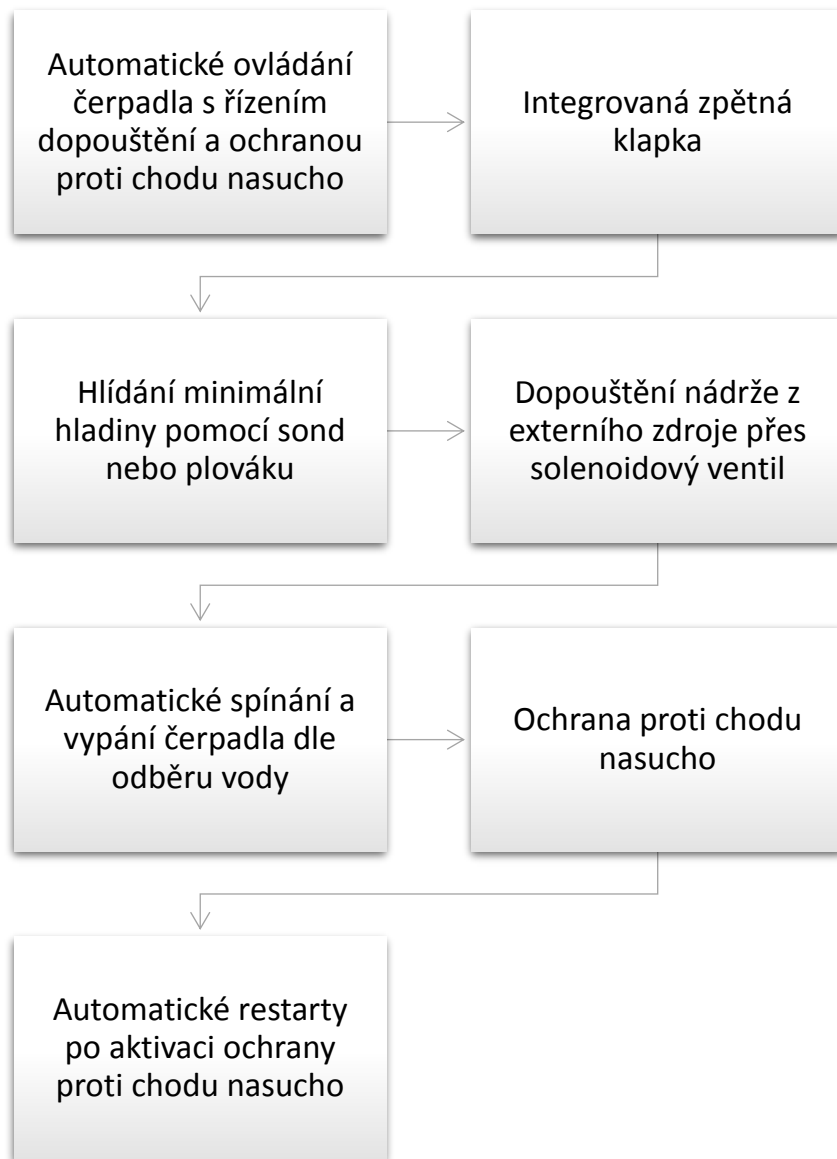 Automatické ovládání
čerpadla s řízením
dopouštění a ochranou
proti chodu nasucho
Integrovaná zpětná
klapka
Hlídání minimální
hladiny pomocí sond
nebo plováku
Dopouštění nádrže z
externího zdroje přes
solenoidový ventil
Automatické spínání a
vypání čerpadla dle
odběru vody
Ochrana proti chodu
nasucho
Automatické restarty
po aktivaci ochrany
proti chodu nasucho